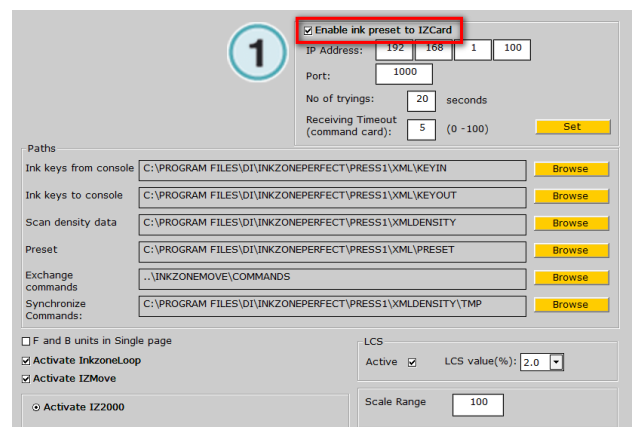 1
Enable ink preset to IZCard
IP Address: 192 168 1 100
Port: 1000
No of tryings: 20 seconds
Receiving Timeout
(command card): 5 (0 -100) Set
Paths
Ink keys from console C:\PROGRAM FILES\DI\INKZONEPERFECT\PRESS1\XML\KEYIN Browse
Ink keys to console C:\PROGRAM FILES\DI\INKZONEPERFECT\PRESS1\XML\KEYOUT Browse
Scan density data C:\PROGRAM FILES\DI\INKZONEPERFECT\PRESS1\XMLDENSITY Browse
Preset C:\PROGRAM FILES\DI\INKZONEPERFECT\PRESS1\XML\PRESET Browse
Exchange
commands ..\INKZONEMOVE\COMMANDS Browse
Synchronize
Commands: C:\PROGRAM FILES\DI\INKZONEPERFECT\PRESS1\XMLDENSITY\TMP Browse
F and B units in Single page
Activate InkzoneLoop
Activate IZMove
Activate IZ2000
LCS
Active LCS value(%): 2.0
Scale Range 100